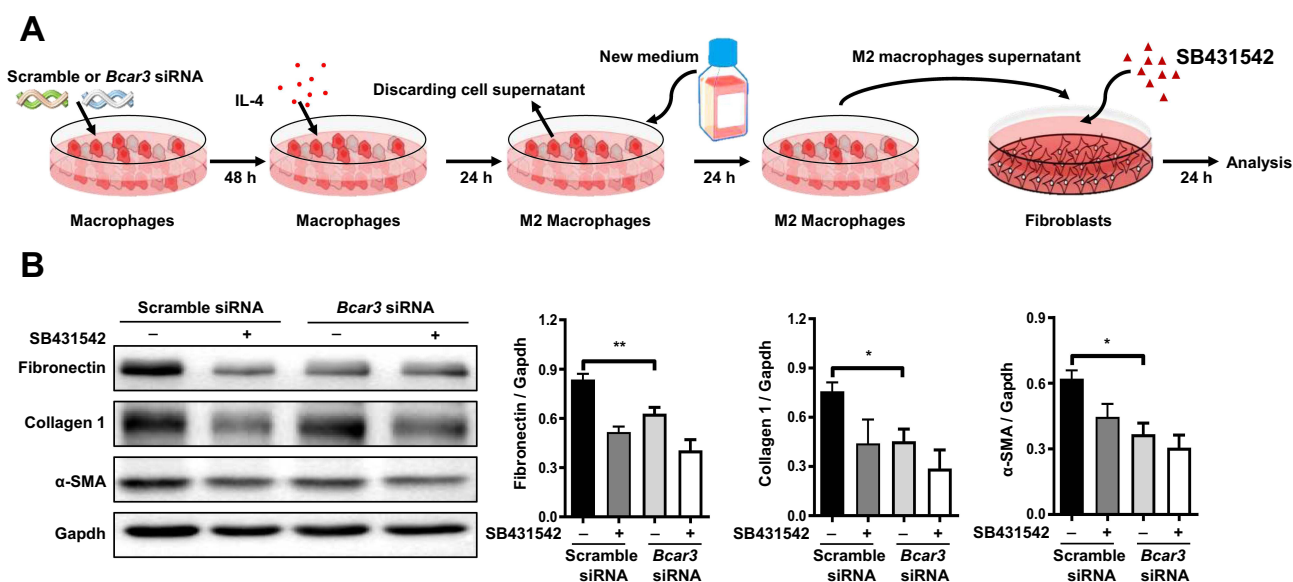 A
Scramble or Bcar3 siRNA
IL-4
Discarding cell supernatant
New medium
M2 macrophages supernatant
SB431542
48 h
24 h
24 h
24 h
Analysis
Macrophages
Macrophages
M2 Macrophages
M2 Macrophages
Fibroblasts
B
Scramble siRNA
Bcar3 siRNA
SB431542 – + – +
Fibronectin
Collagen 1
α-SMA
Gapdh
Fibronectin / Gapdh
1.2
0.9
0.6
0.3
0.0
**
SB431542 – + – +
Scramble siRNA
Bcar3 siRNA
Collagen 1 / Gapdh
1.2
0.9
0.6
0.3
0.0
*
SB431542 – + – +
Scramble siRNA
Bcar3 siRNA
α-SMA / Gapdh
0.9
0.6
0.3
0.0
*
SB431542 – + – +
Scramble siRNA
Bcar3 siRNA